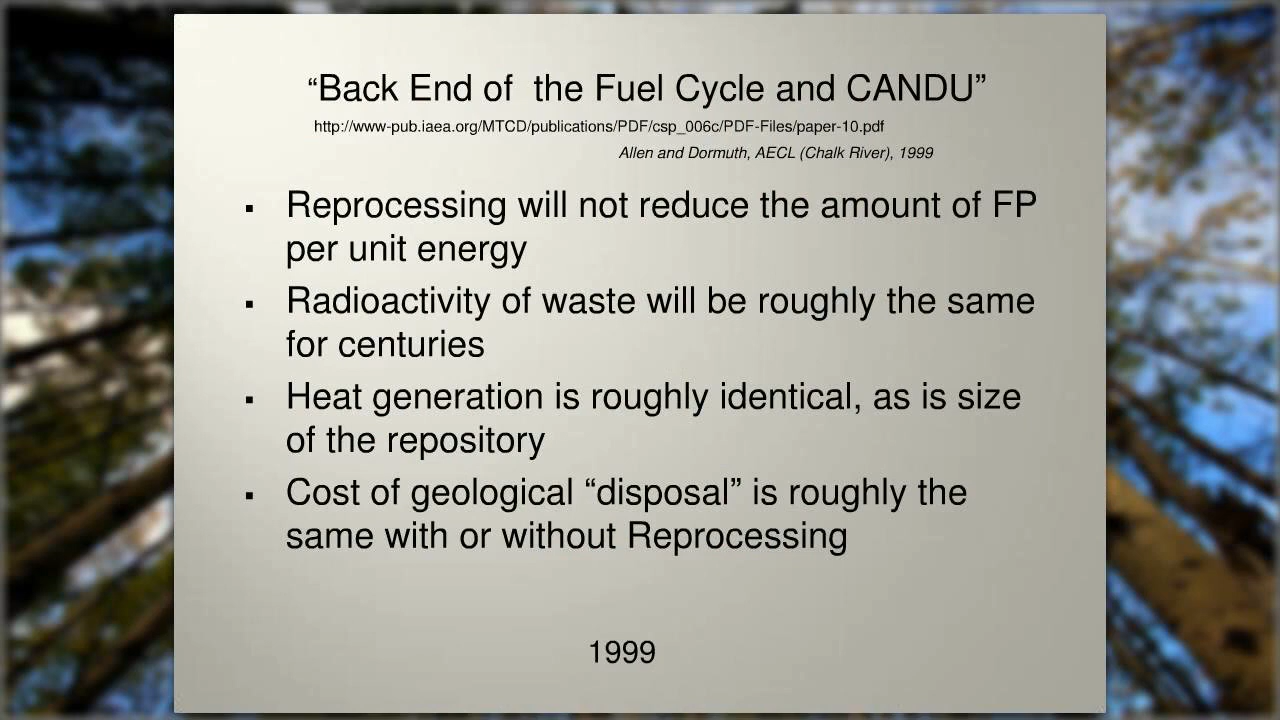 “Back End of  the Fuel Cycle and CANDU”
http://www-pub.iaea.org/MTCD/publications/PDF/csp_006c/PDF-Files/paper-10.pdf
Allen and Dormuth, AECL (Chalk River), 1999
▪ Reprocessing will not reduce the amount of FP
per unit energy
▪ Radioactivity of waste will be roughly the same
for centuries
▪ Heat generation is roughly identical, as is size
of the repository
▪ Cost of geological “disposal” is roughly the
same with or without Reprocessing
1999